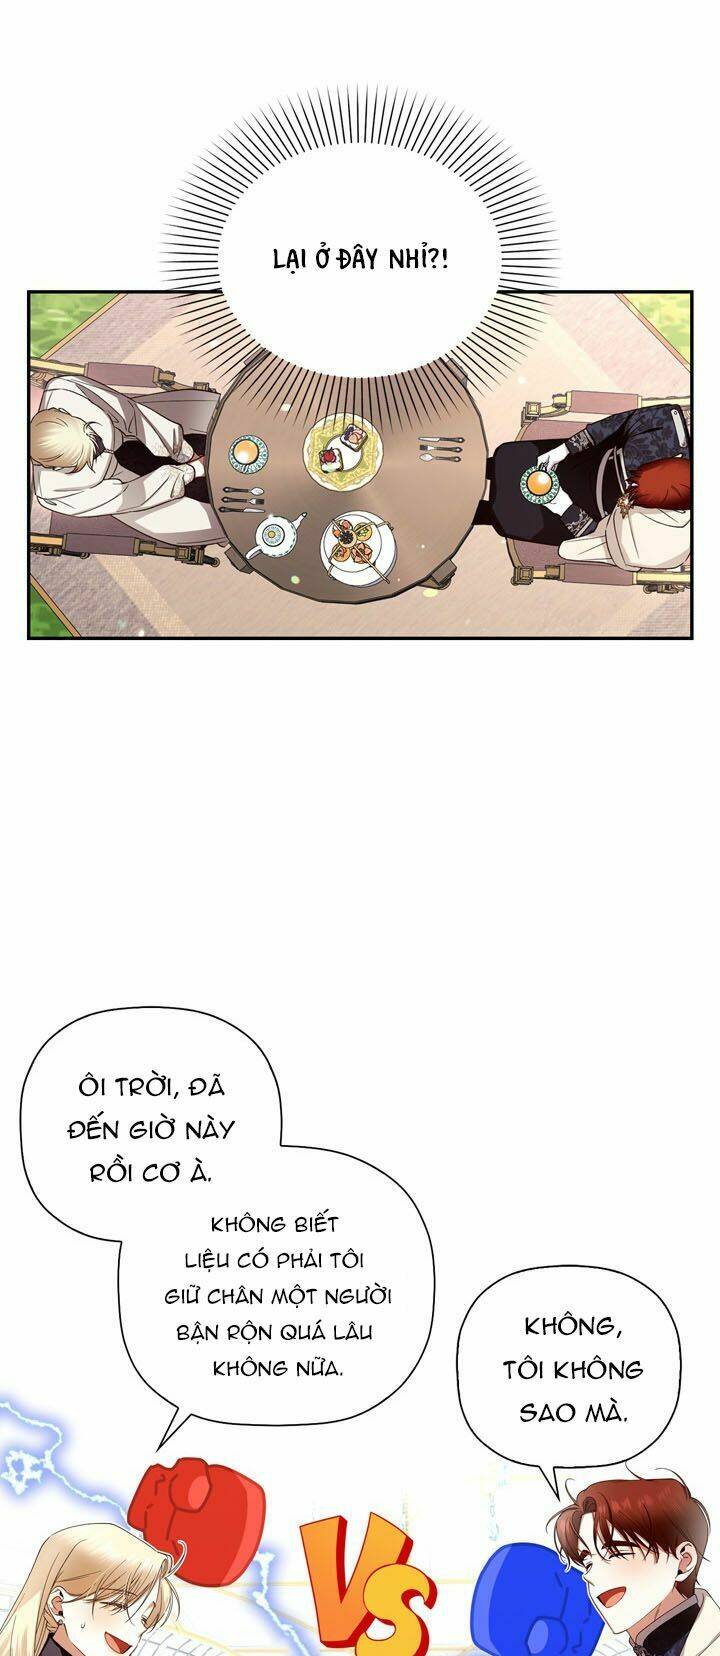 LẠI Ở ĐÂY NHỈ?!
ÔI TRỜI, ĐÃ
ĐẾN GIỜ NÀY
RỒI CƠ À.
KHÔNG BIẾT
LIỆU CÓ PHẢI TÔI
GIỮ CHÂN MỘT NGƯỜI
BẬN RỘN QUÁ LÂU
KHÔNG NỮA.
KHÔNG,
TÔI KHÔNG
SAO MÀ.
VS